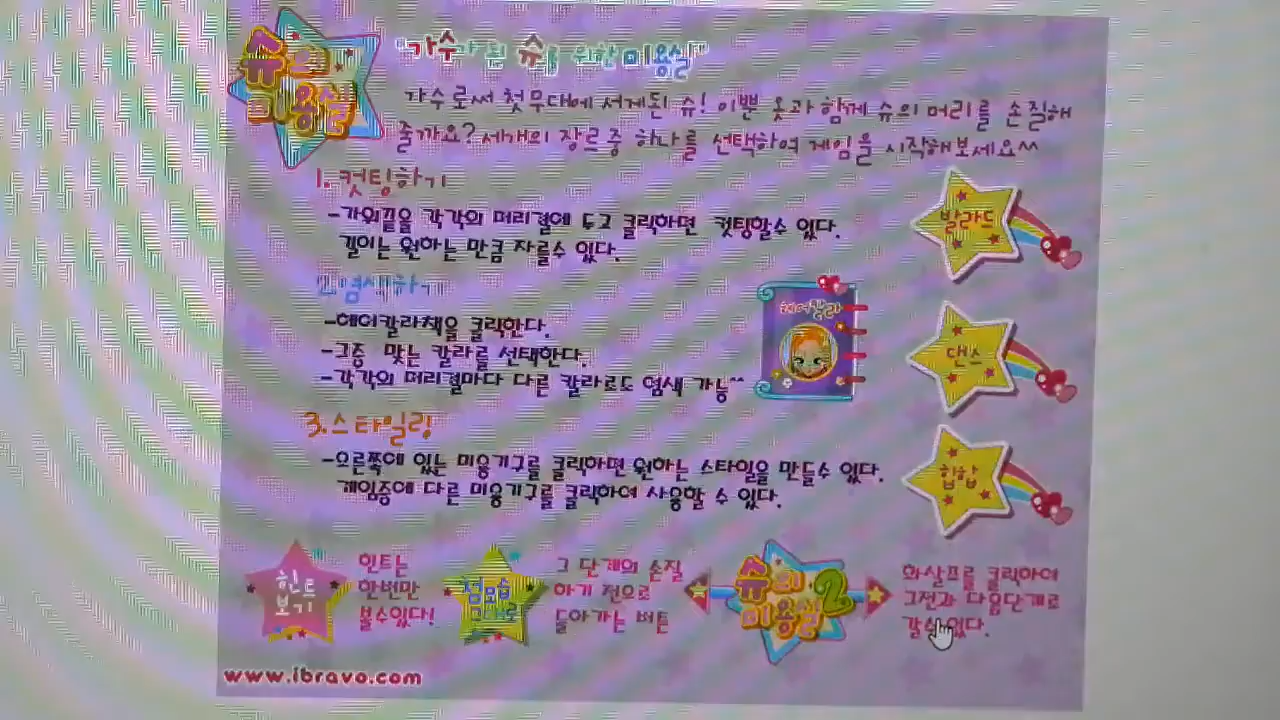 슈의
미용실
"가수가 된 슈를 위한 미용실"
가수로써 첫 무대에 서게된 슈! 이쁜 옷과 함께 슈의 머리를 손질해
줄까요? 세개의 장르중 하나를 선택하여 게임을 시작해보세요^^
1. 컷팅하기
-가위끝을 각각의 머리결에 두고 클릭하면 컷팅할수 있다.
길이는 원하는 만큼 자를수 있다.
발라드
2.염색하기
-헤어칼라책을 클릭한다.
-그중 맞는 칼라를 선택한다.
-각각의 머리결마다 다른 칼라로도 염색 가능^^
헤어칼라
댄스
3.스타일링
-오른쪽에 있는 미용기구를 클릭하면 원하는 스타일을 만들수 있다.
게임중에 다른 미용기구를 클릭하여 사용할 수 있다.
힙합
힌트
보기
힌트는
한번만
볼수있다!
그 단계의 손질
하기 전으로
돌아가는 버튼
슈의
미용실 2
화살표를 클릭하여
그전과 다음단계로
갈수 있다.
www.ibravo.com